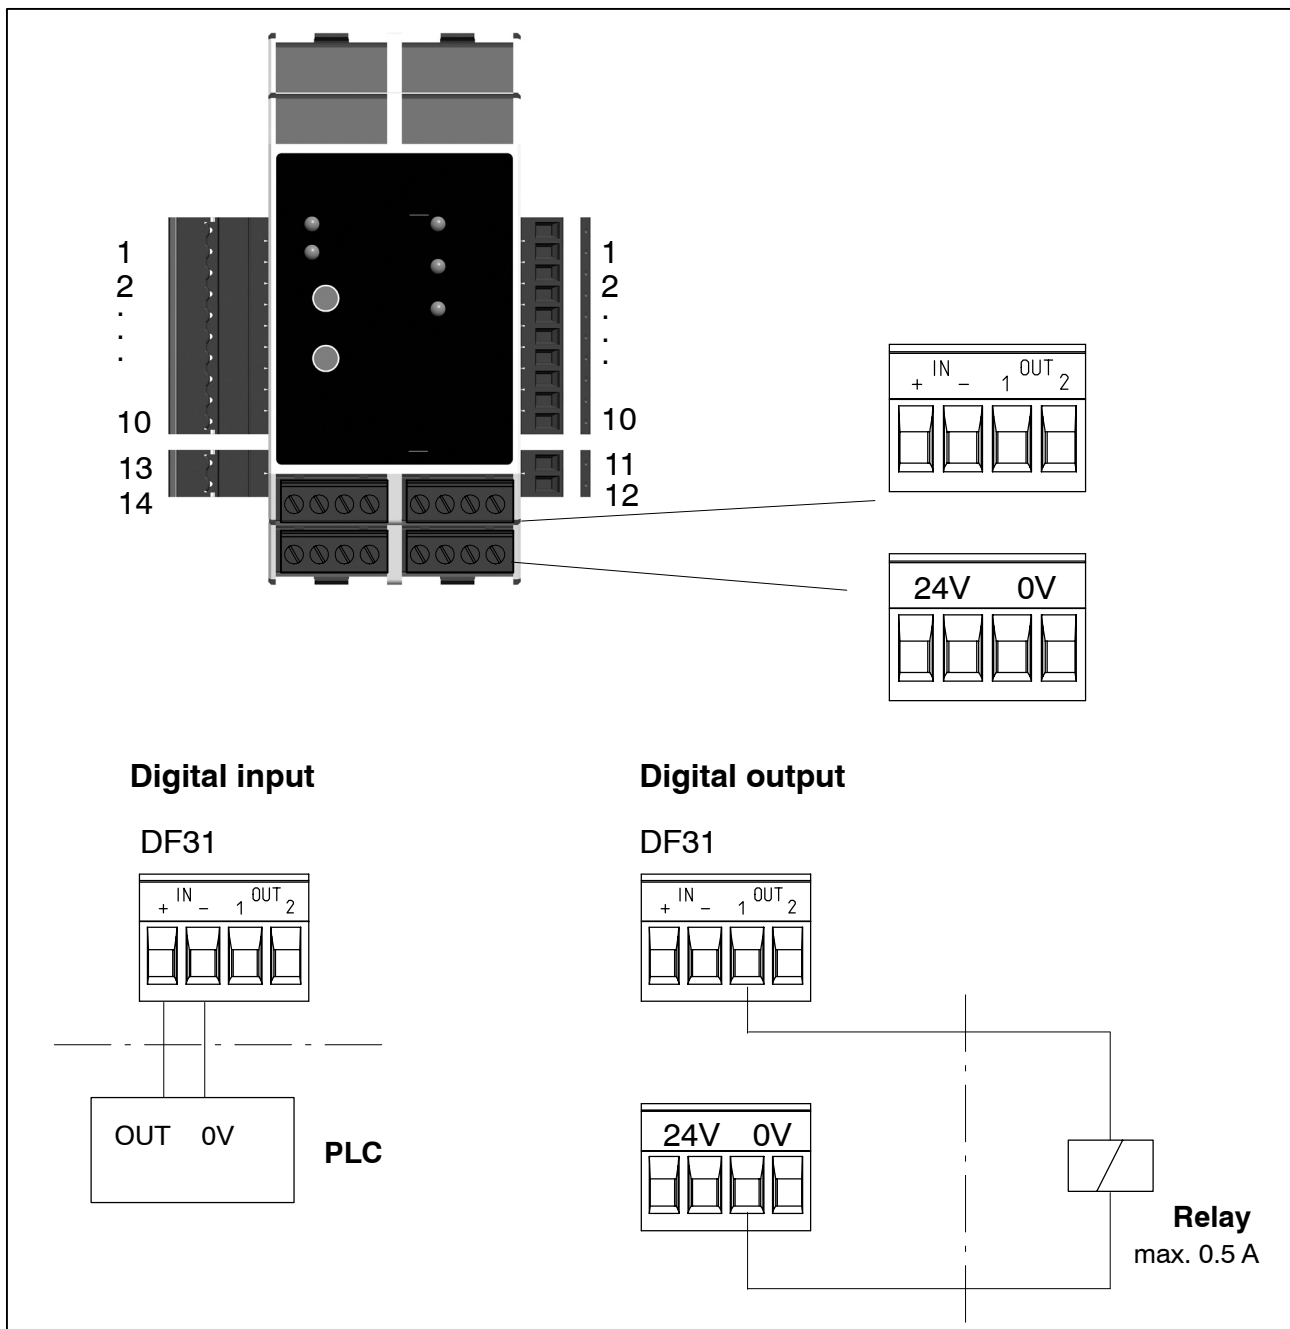 1 1
2 2
. .
. .
. .
10 10
13 11
14 12
IN OUT
+ − 1 2
24V 0V
Digital input
DF31
IN OUT
+ − 1 2
OUT 0V
PLC
Digital output
DF31
IN OUT
+ − 1 2
24V 0V
Relay
max. 0.5 A